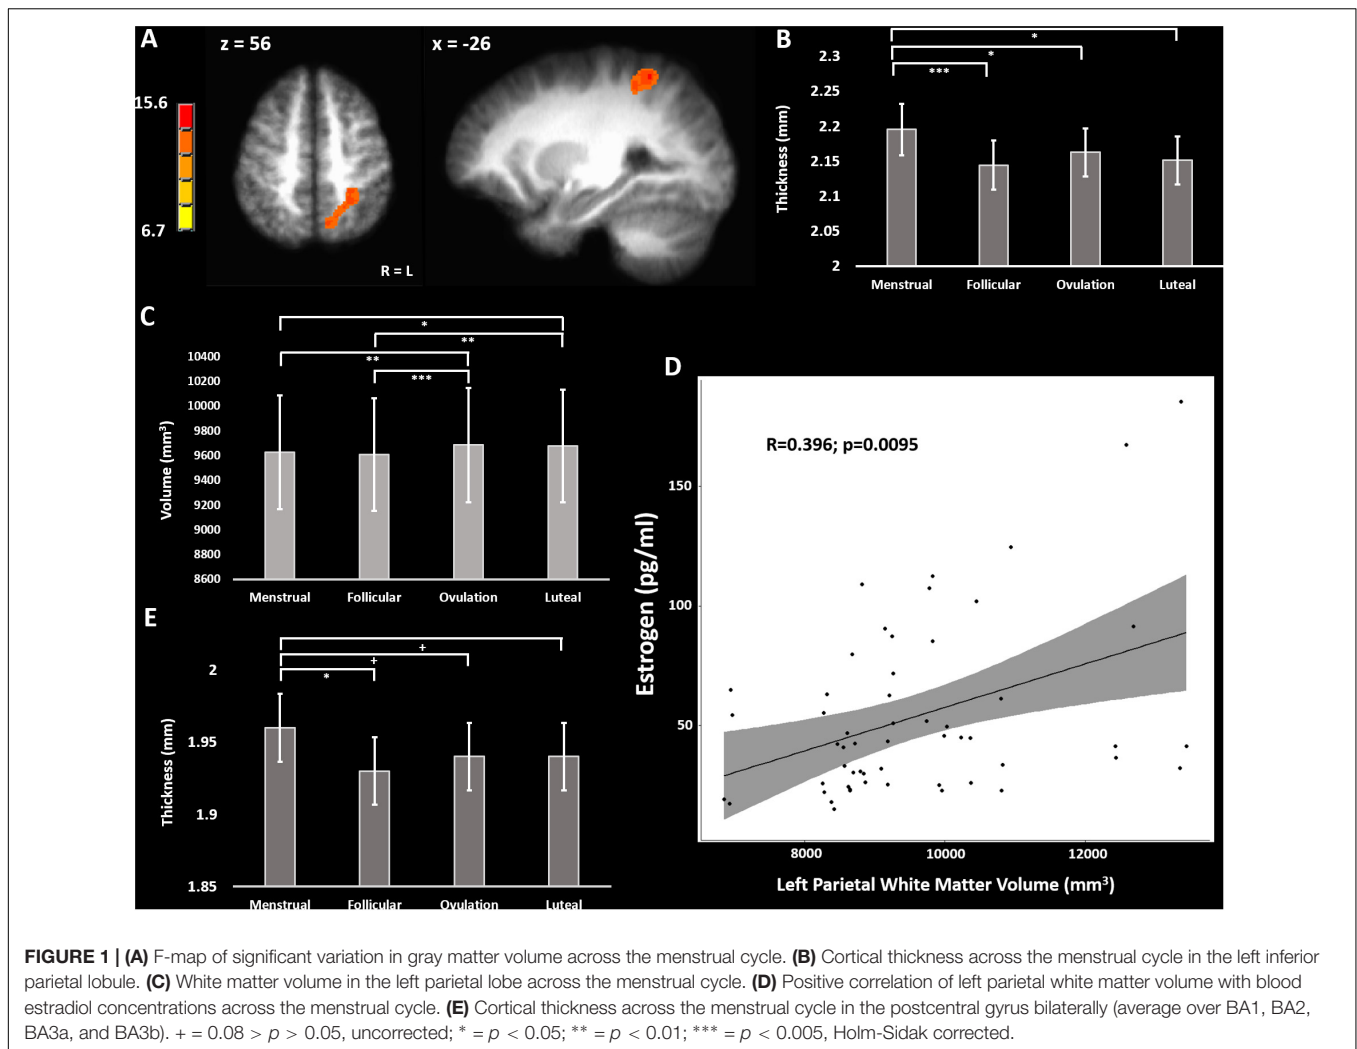 A
z = 56
x = -26
15.6
6.7
R = L
B
*
*
***
2.3
2.25
2.2
2.15
2.1
2.05
2
Thickness (mm)
Menstrual Follicular Ovulation Luteal
C
*
**
**
***
10400
10200
10000
9800
9600
9400
9200
9000
8800
8600
Volume (mm³)
Menstrual Follicular Ovulation Luteal
D
R=0.396; p=0.0095
150
100
50
Estrogen (pg/ml)
8000 10000 12000
Left Parietal White Matter Volume (mm³)
E
+
+
*
2
1.95
1.9
1.85
Thickness (mm)
Menstrual Follicular Ovulation Luteal
FIGURE 1 | (A) F-map of significant variation in gray matter volume across the menstrual cycle. (B) Cortical thickness across the menstrual cycle in the left inferior
parietal lobule. (C) White matter volume in the left parietal lobe across the menstrual cycle. (D) Positive correlation of left parietal white matter volume with blood
estradiol concentrations across the menstrual cycle. (E) Cortical thickness across the menstrual cycle in the postcentral gyrus bilaterally (average over BA1, BA2,
BA3a, and BA3b). + = 0.08 > p > 0.05, uncorrected; * = p < 0.05; ** = p < 0.01; *** = p < 0.005, Holm-Sidak corrected.